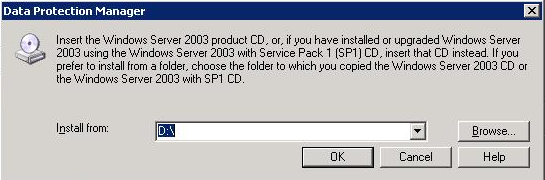 Data Protection Manager
Insert the Windows Server 2003 product CD, or, if you have installed or upgraded Windows Server
2003 using the Windows Server 2003 with Service Pack 1 (SP1) CD, insert that CD instead. If you
prefer to install from a folder, choose the folder to which you copied the Windows Server 2003 CD or
the Windows Server 2003 with SP1 CD.
Install from:
D:\
Browse...
OK
Cancel
Help